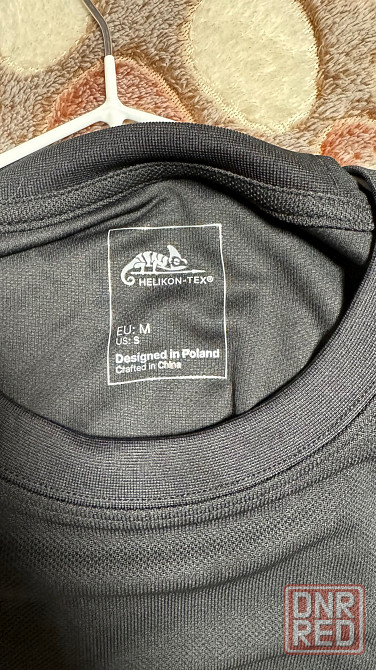 HELIKON-TEX®
EU: M
US: S
Designed in Poland
Crafted in China
DNR
RED